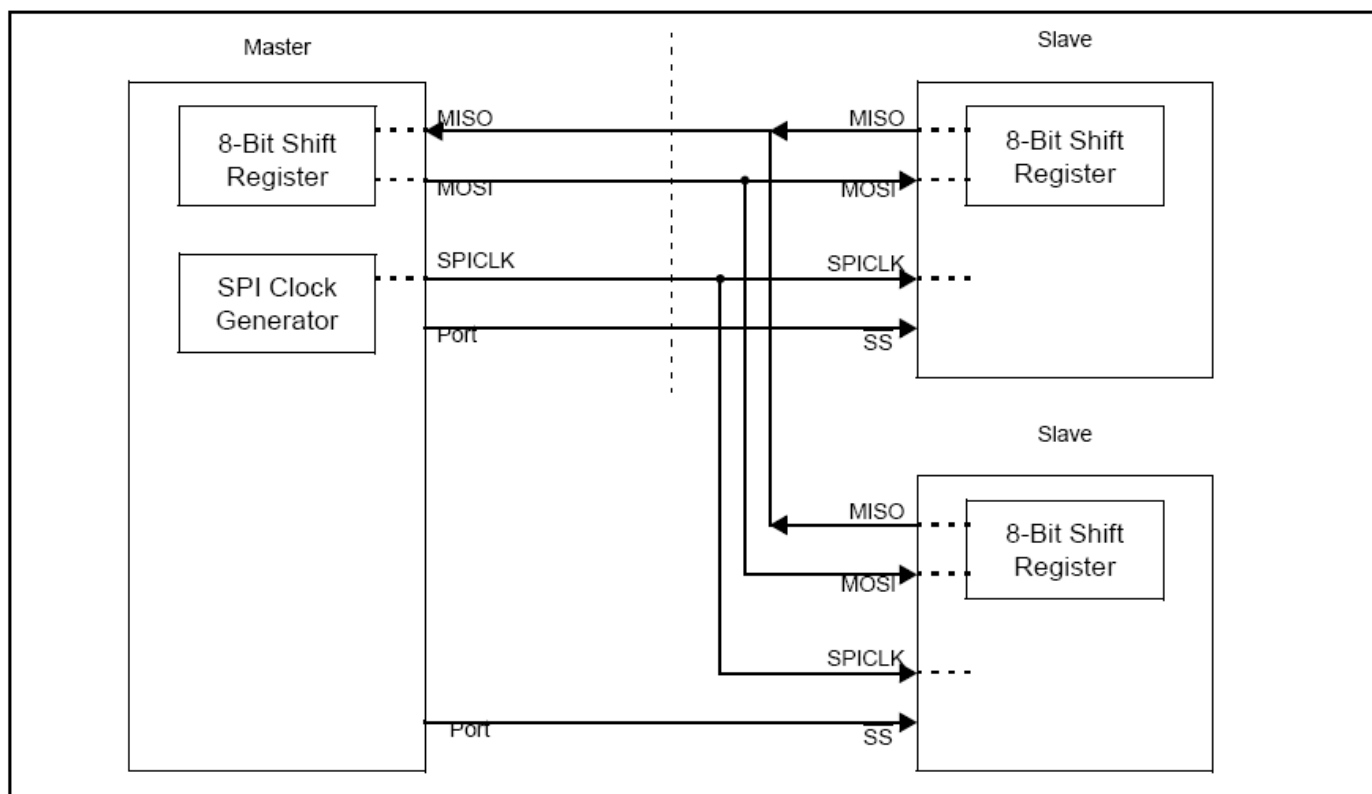 Master
Slave
8-Bit Shift
Register
MISO
MISO
8-Bit Shift
Register
MOSI
MOSI
SPI Clock
Generator
SPICLK
SPICLK
Port
SS
Slave
MISO
8-Bit Shift
Register
MOSI
SPICLK
Port
SS